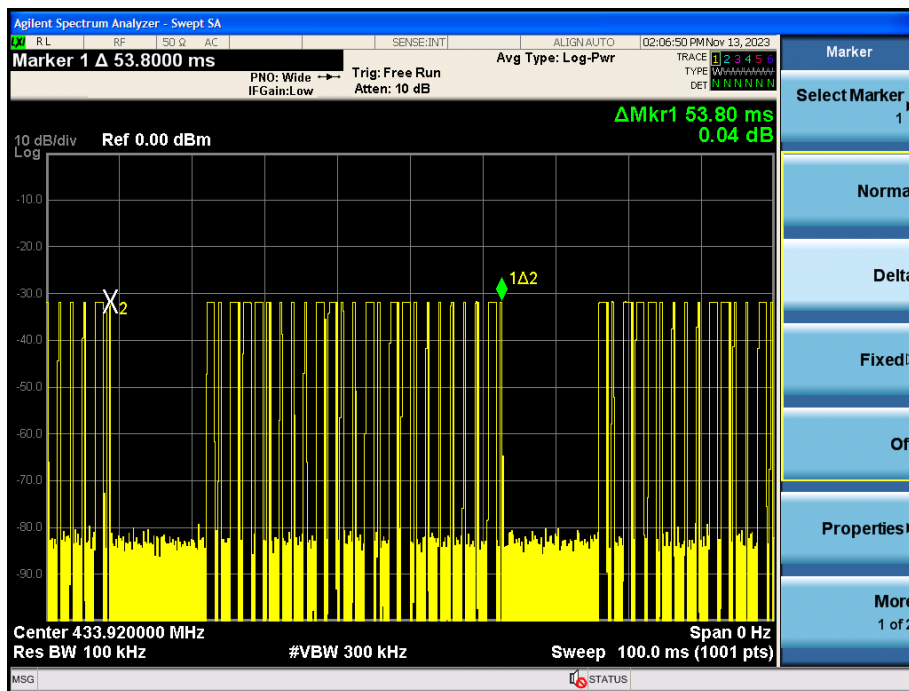 Agilent Spectrum Analyzer - Swept SA
LXI RL RF 50 Ω AC SENSE:INT ALIGN AUTO 02:06:50 PM Nov 13, 2023
Marker 1 Δ 53.8000 ms
PNO: Wide
IFGain:Low
Trig: Free Run
Atten: 10 dB
Avg Type: Log-Pwr
TRACE 1 2 3 4 5 6
TYPE W
DET N N N N N N
ΔMkr1 53.80 ms
0.04 dB
10 dB/div
Log
Ref 0.00 dBm
-10.0
-20.0
-30.0
-40.0
-50.0
-60.0
-70.0
-80.0
-90.0
X2
1Δ2
Center 433.920000 MHz
Span 0 Hz
Res BW 100 kHz
#VBW 300 kHz
Sweep 100.0 ms (1001 pts)
MSG
STATUS
Marker
Select Marker
1
Norma
Delta
Fixed
Of
Properties
More
1 of 2